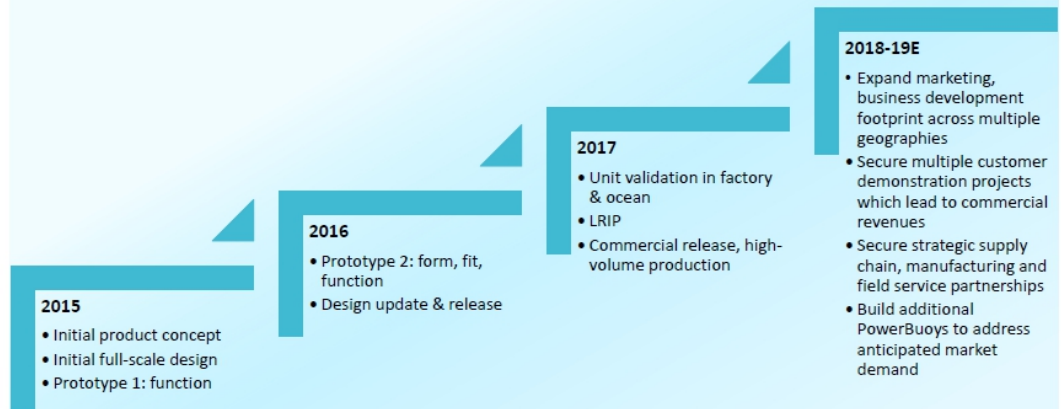 2015
• Initial product concept
• Initial full-scale design
• Prototype 1: function
2016
• Prototype 2: form, fit,
function
• Design update & release
2017
• Unit validation in factory
& ocean
• LRIP
• Commercial release, high-
volume production
2018-19E
• Expand marketing,
business development
footprint across multiple
geographies
• Secure multiple customer
demonstration projects
which lead to commercial
revenues
• Secure strategic supply
chain, manufacturing and
field service partnerships
• Build additional
PowerBuoys to address
anticipated market
demand